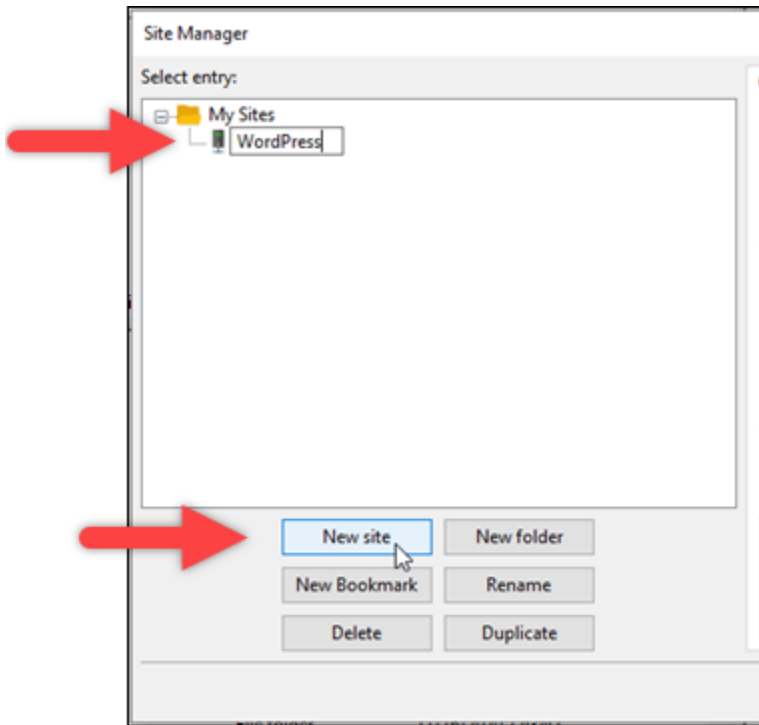 Site Manager
Select entry:
My Sites
WordPress
New site New folder
New Bookmark Rename
Delete Duplicate